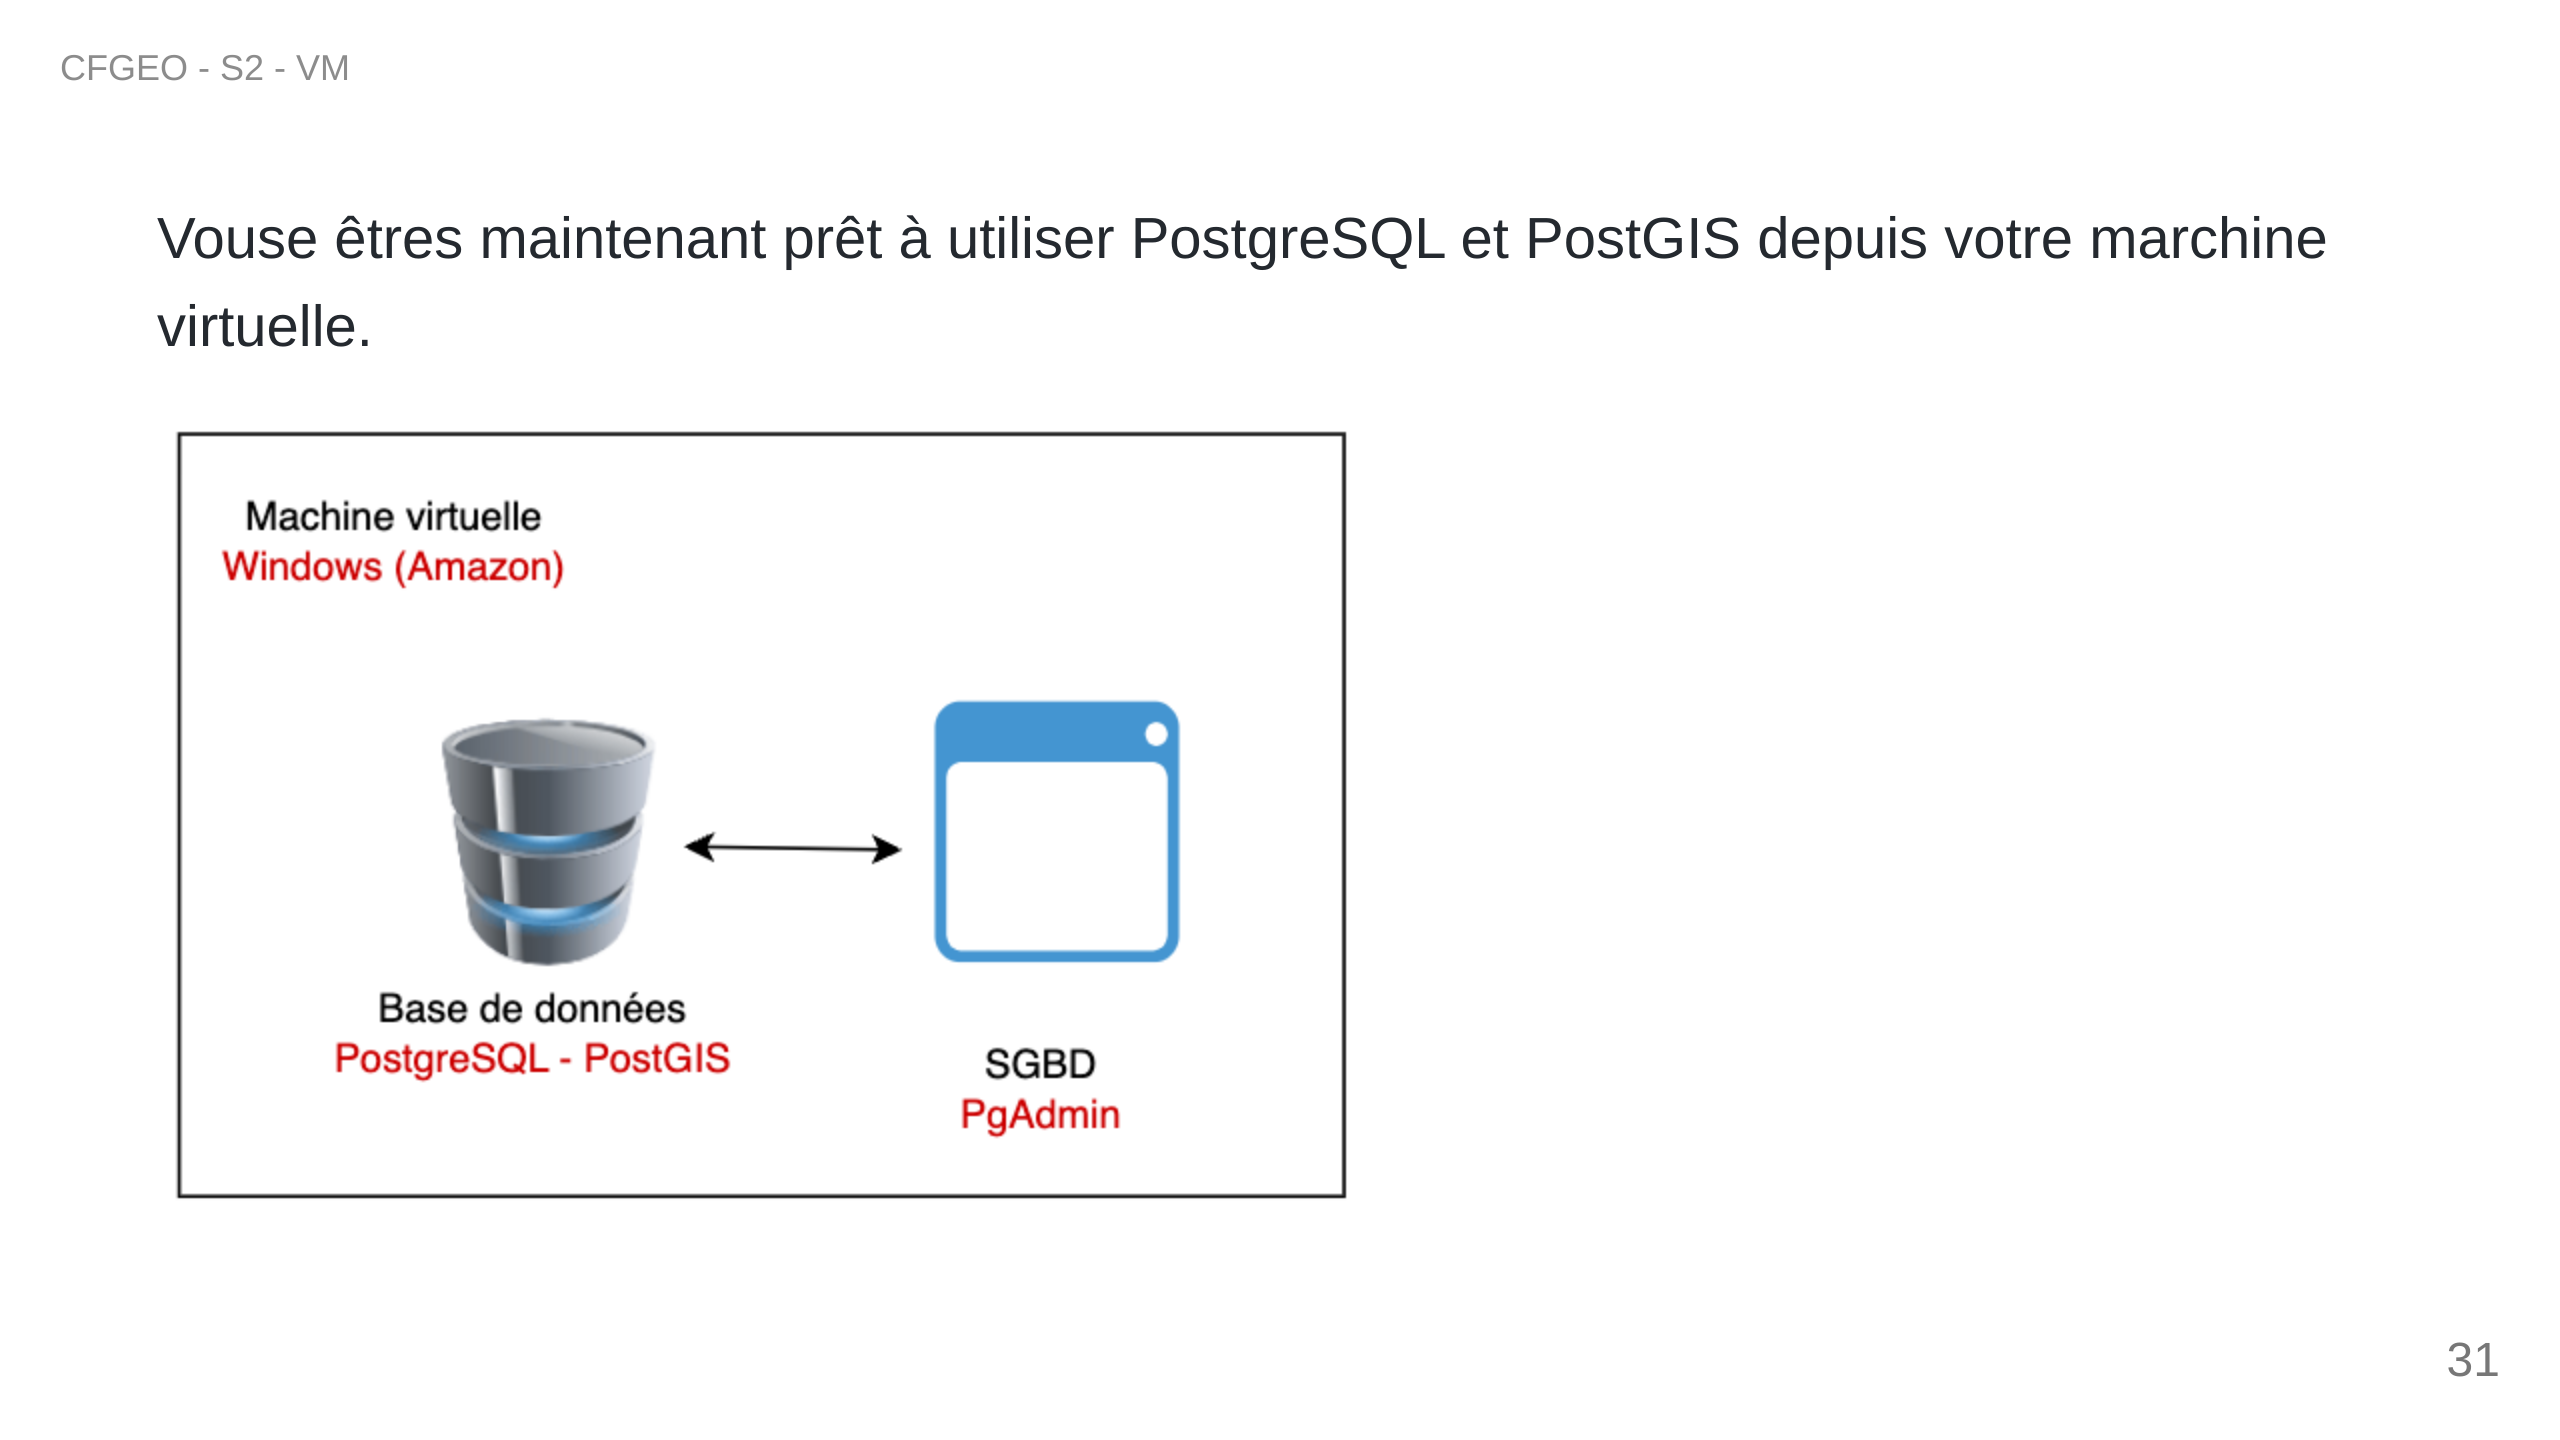 CFGEO - S2 - VM
Vouse êtres maintenant prêt à utiliser PostgreSQL et PostGIS depuis votre marchine
virtuelle.
Machine virtuelle
Windows (Amazon)
Base de données
PostgreSQL - PostGIS
SGBD
PgAdmin
31